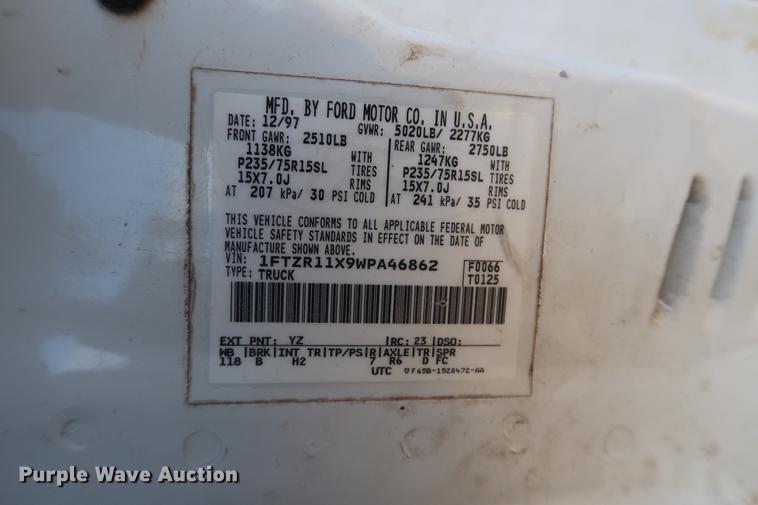 MFD. BY FORD MOTOR CO. IN U.S.A.
DATE: 12/97 GVWR: 5020LB/ 2277KG
FRONT GAWR: 2510LB REAR GAWR: 2750LB
1138KG WITH 1247KG WITH
P235/75R15SL TIRES P235/75R15SL TIRES
15X7.0J RIMS 15X7.0J RIMS
AT 207 kPa/ 30 PSI COLD AT 241 kPa/ 35 PSI COLD
THIS VEHICLE CONFORMS TO ALL APPLICABLE FEDERAL MOTOR
VEHICLE SAFETY STANDARDS IN EFFECT ON THE DATE OF
MANUFACTURE SHOWN ABOVE.
VIN: 1FTZR11X9WPA46862 F0066
TYPE: TRUCK T0125
EXT PNT: YZ RC: 23 DSO:
WB BRK INT TR TP/PS R AXLE TR SPR
118 B H2 7 R6 D FC
UTC ▽F65B-1520472-AA
Purple Wave Auction